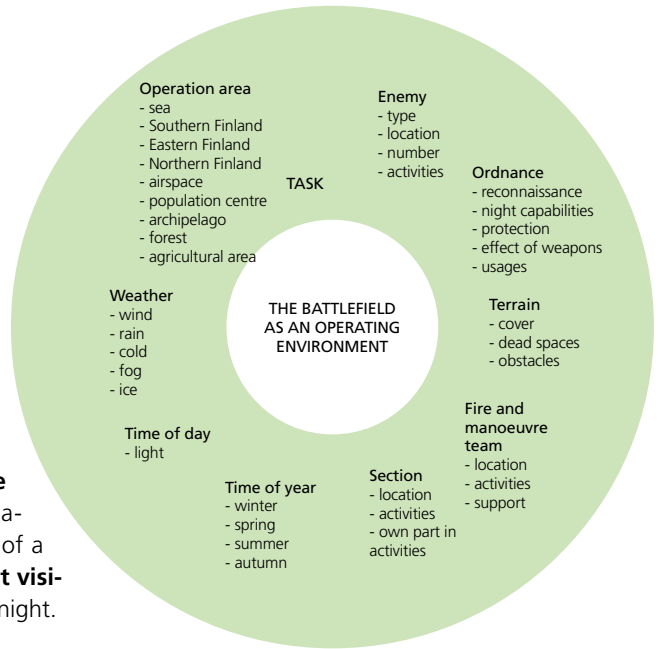 Operation area
- sea
- Southern Finland
- Eastern Finland
- Northern Finland
- airspace
- population centre
- archipelago
- forest
- agricultural area
TASK
Enemy
- type
- location
- number
- activities
Ordnance
- reconnaissance
- night capabilities
- protection
- effect of weapons
- usages
Weather
- wind
- rain
- cold
- fog
- ice
THE BATTLEFIELD
AS AN OPERATING
ENVIRONMENT
Terrain
- cover
- dead spaces
- obstacles
Time of day
- light
Time of year
- winter
- spring
- summer
- autumn
Section
- location
- activities
- own part in
activities
Fire and
manoeuvre
team
- location
- activities
- support
e
a-
of a
t visi-
night.